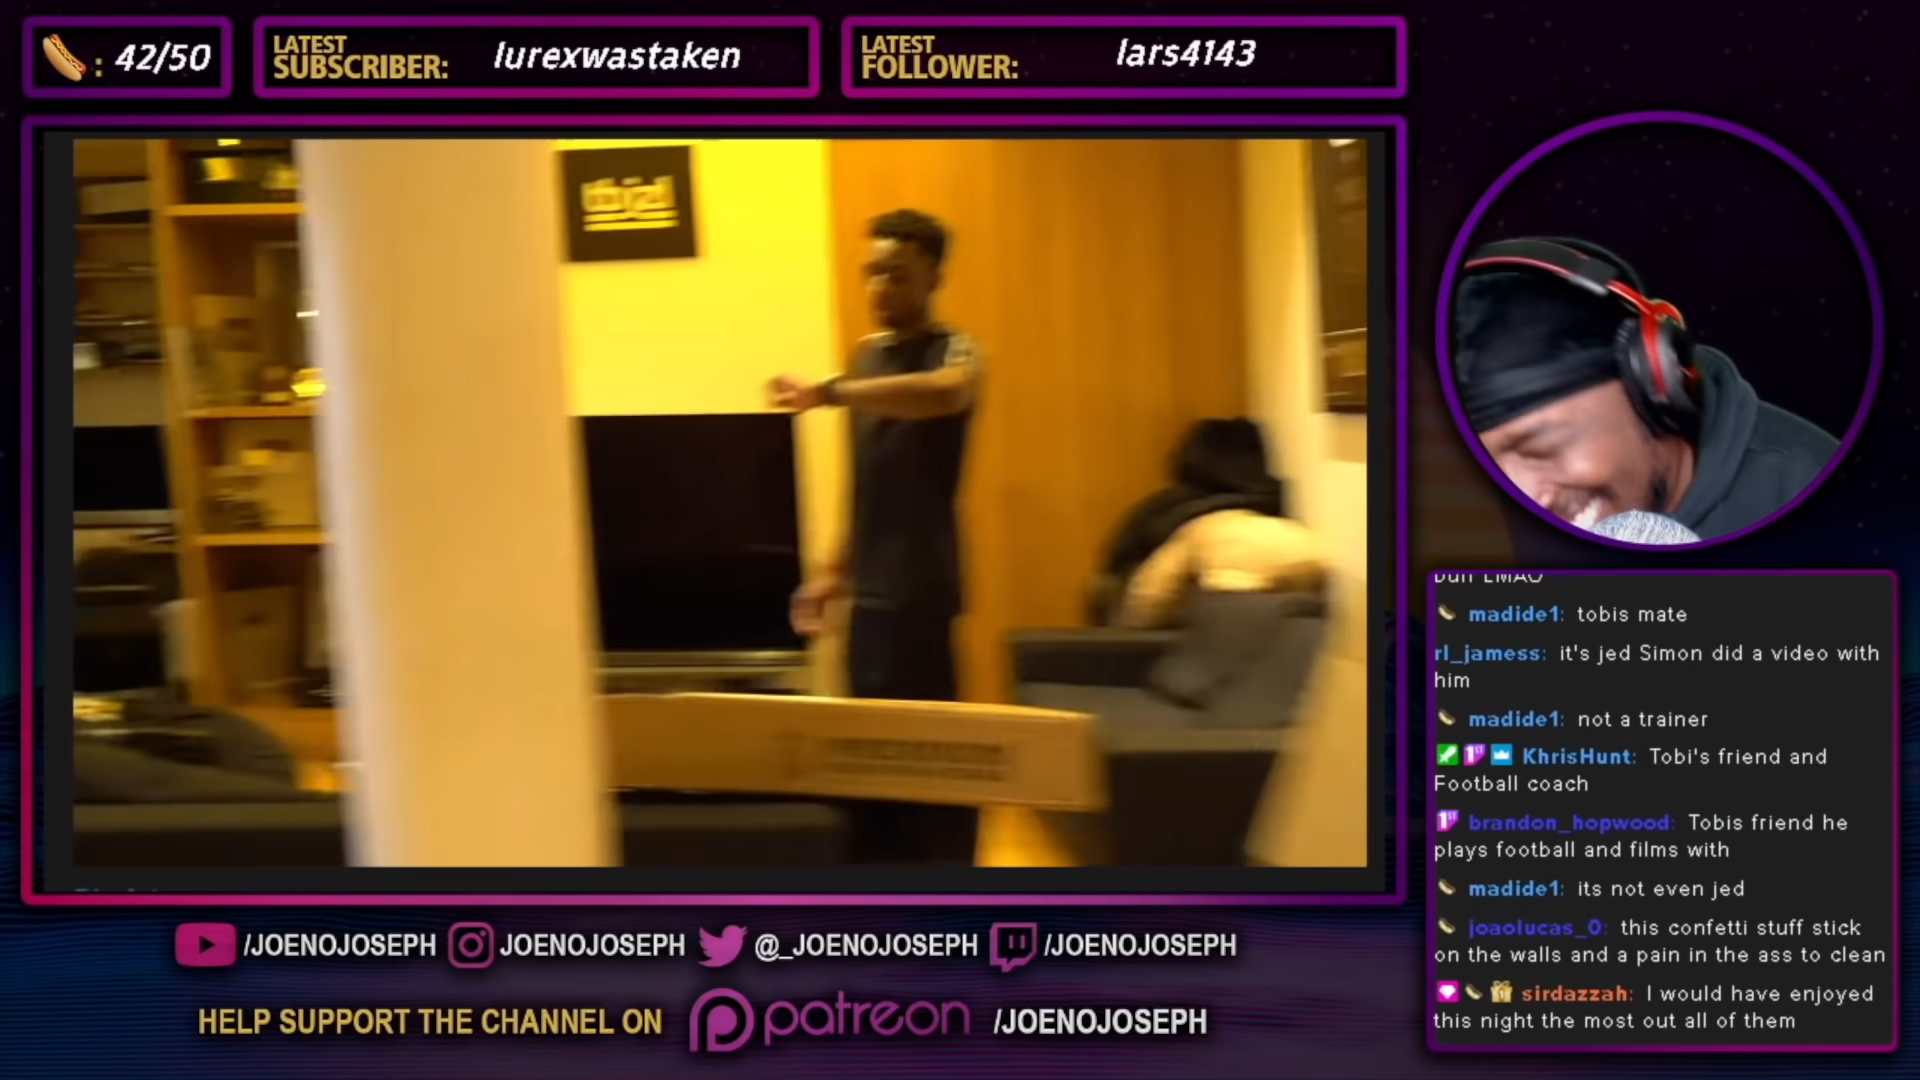 : 42/50
LATEST
SUBSCRIBER:
lurexwastaken
LATEST
FOLLOWER:
lars4143
LMAO
madide1: tobis mate
rl_jamess: it's jed Simon did a video with
him
madide1: not a trainer
KhrisHunt: Tobi's friend and
Football coach
brandon_hopwood: Tobis friend he
plays football and films with
madide1: its not even jed
joaolucas_0: this confetti stuff stick
on the walls and a pain in the ass to clean
sirdazzah: I would have enjoyed
this night the most out all of them
/JOENOJOSEPH
JOENOJOSEPH
@_JOENOJOSEPH
/JOENOJOSEPH
HELP SUPPORT THE CHANNEL ON
patreon
/JOENOJOSEPH